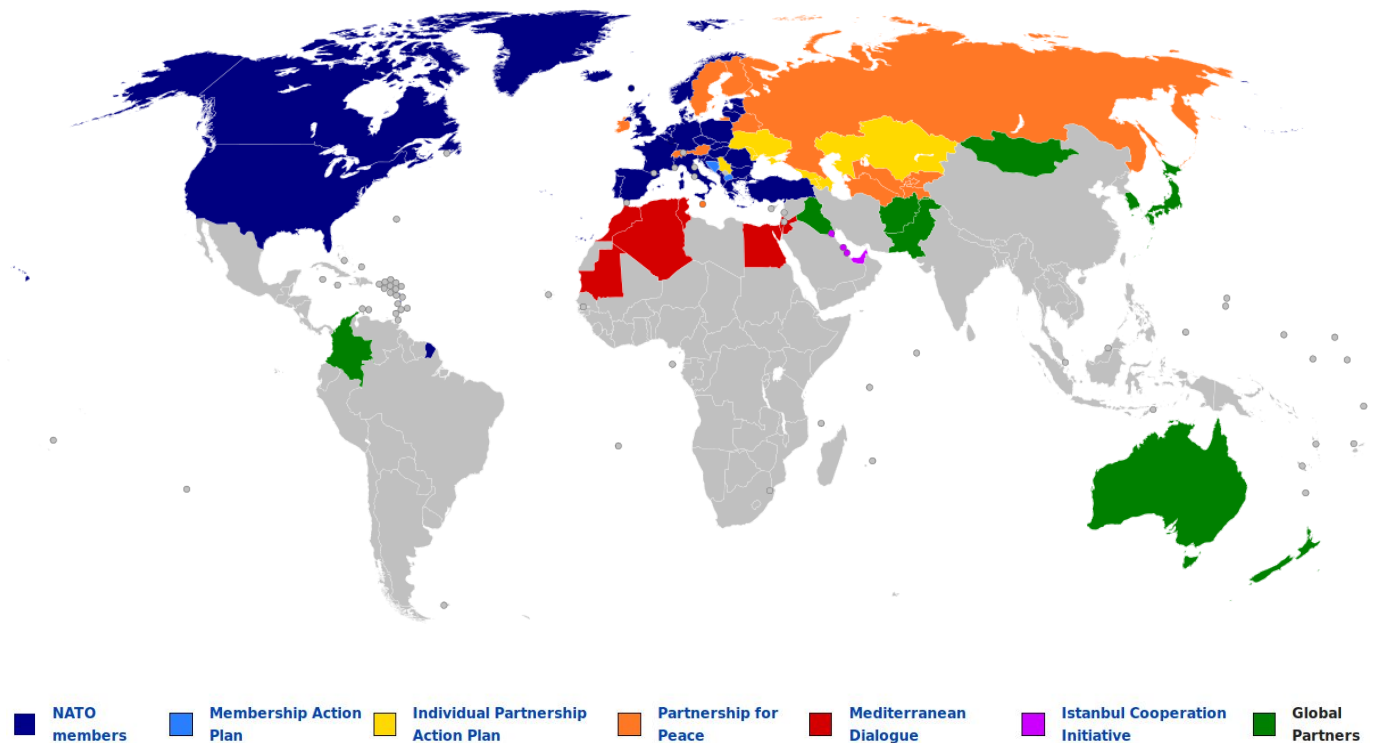 NATO members
Membership Action Plan
Individual Partnership Action Plan
Partnership for Peace
Mediterranean Dialogue
Istanbul Cooperation Initiative
Global Partners